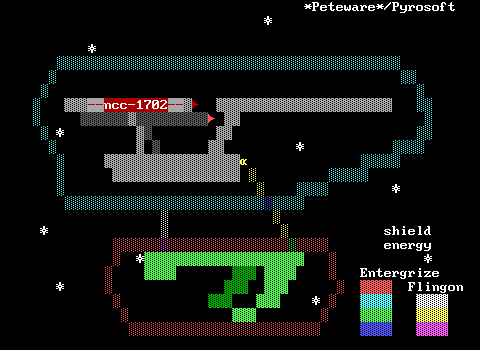 *Peteware*/Pyrosoft
ncc-1702
shield
energy
Entergrize
Flingon